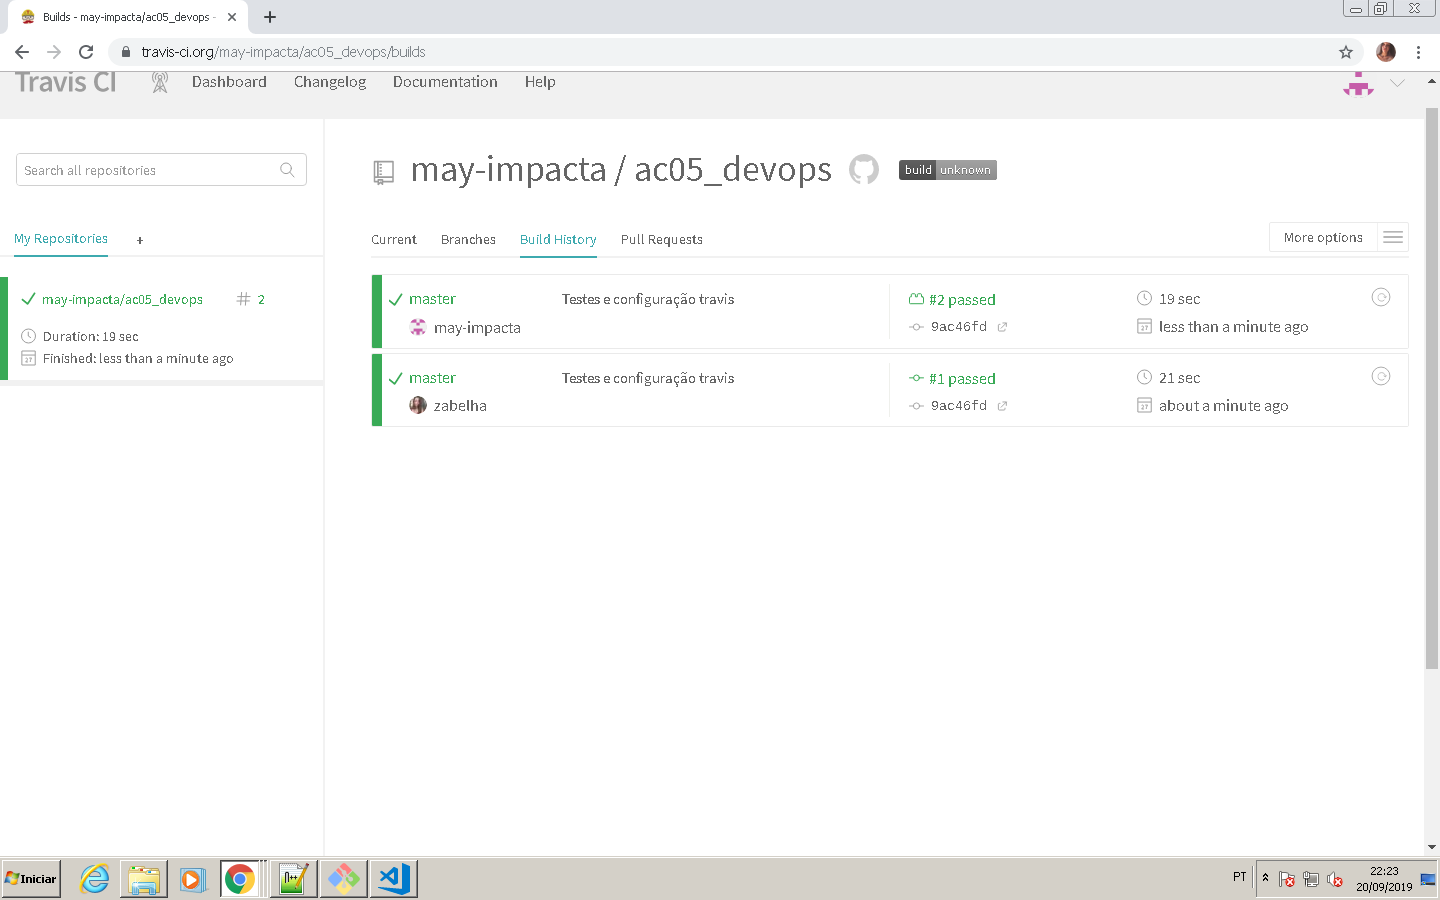 Builds - may-impacta/ac05_devops -
travis-ci.org/may-impacta/ac05_devops/builds
Travis CI Dashboard Changelog Documentation Help
Search all repositories
My Repositories +
may-impacta/ac05_devops # 2
Duration: 19 sec
Finished: less than a minute ago
may-impacta / ac05_devops build unknown
Current Branches Build History Pull Requests More options
master Testes e configuração travis #2 passed 19 sec
may-impacta 9ac46fd less than a minute ago
master Testes e configuração travis #1 passed 21 sec
zabelha 9ac46fd about a minute ago
Iniciar PT 22:23
20/09/2019